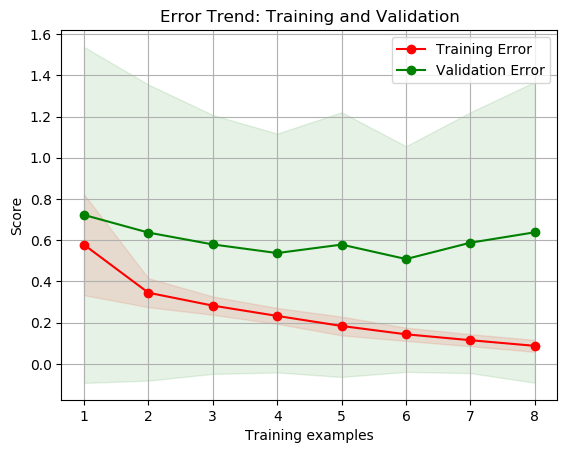 Error Trend: Training and Validation
Training Error
Validation Error
Score
1.6
1.4
1.2
1.0
0.8
0.6
0.4
0.2
0.0
1 2 3 4 5 6 7 8
Training examples